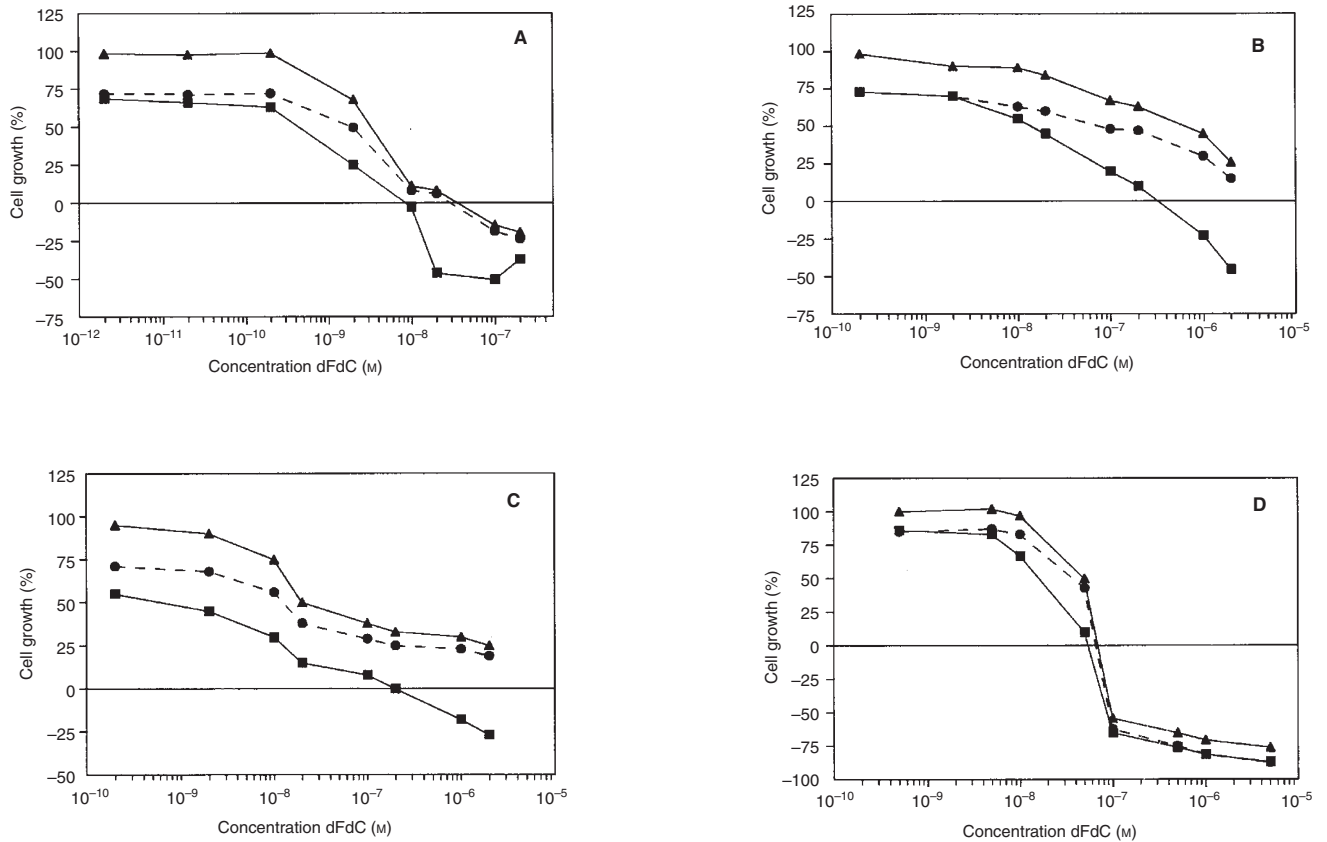 A
125
100
75
50
25
0
–25
–50
–75
Cell growth (%)
10⁻¹² 10⁻¹¹ 10⁻¹⁰ 10⁻⁹ 10⁻⁸ 10⁻⁷
Concentration dFdC (M)
B
125
100
75
50
25
0
–25
–50
–75
Cell growth (%)
10⁻¹⁰ 10⁻⁹ 10⁻⁸ 10⁻⁷ 10⁻⁶ 10⁻⁵
Concentration dFdC (M)
C
125
100
75
50
25
0
–25
–50
Cell growth (%)
10⁻¹⁰ 10⁻⁹ 10⁻⁸ 10⁻⁷ 10⁻⁶ 10⁻⁵
Concentration dFdC (M)
D
125
100
75
50
25
0
–25
–50
–75
–100
Cell growth (%)
10⁻¹⁰ 10⁻⁹ 10⁻⁸ 10⁻⁷ 10⁻⁶ 10⁻⁵
Concentration dFdC (M)